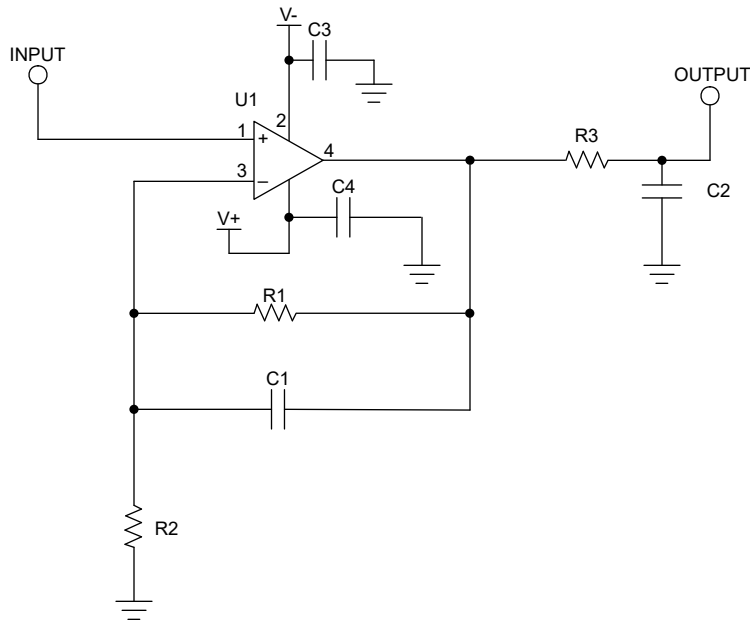 V-
C3
INPUT
OUTPUT
U1
2
R3
1
+
4
3
–
C4
C2
V+
R1
C1
R2